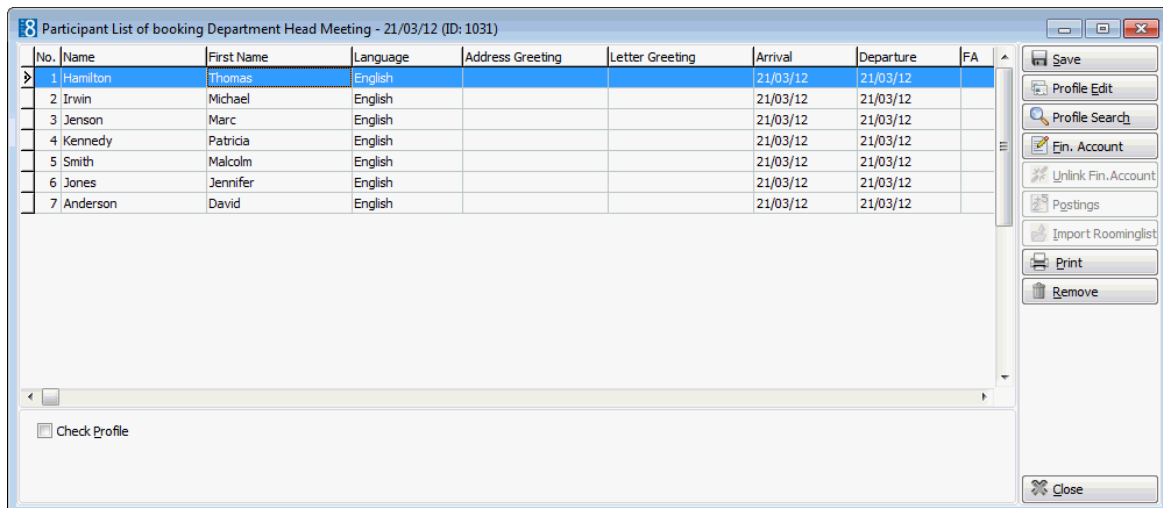 8 Participant List of booking Department Head Meeting - 21/03/12 (ID: 1031)
No. Name First Name Language Address Greeting Letter Greeting Arrival Departure FA
1 Hamilton Thomas English 21/03/12 21/03/12
2 Irwin Michael English 21/03/12 21/03/12
3 Jenson Marc English 21/03/12 21/03/12
4 Kennedy Patricia English 21/03/12 21/03/12
5 Smith Malcolm English 21/03/12 21/03/12
6 Jones Jennifer English 21/03/12 21/03/12
7 Anderson David English 21/03/12 21/03/12
Check Profile
Save
Profile Edit
Profile Search
Fin. Account
Unlink Fin.Account
Postings
Import Roominglist
Print
Remove
Close